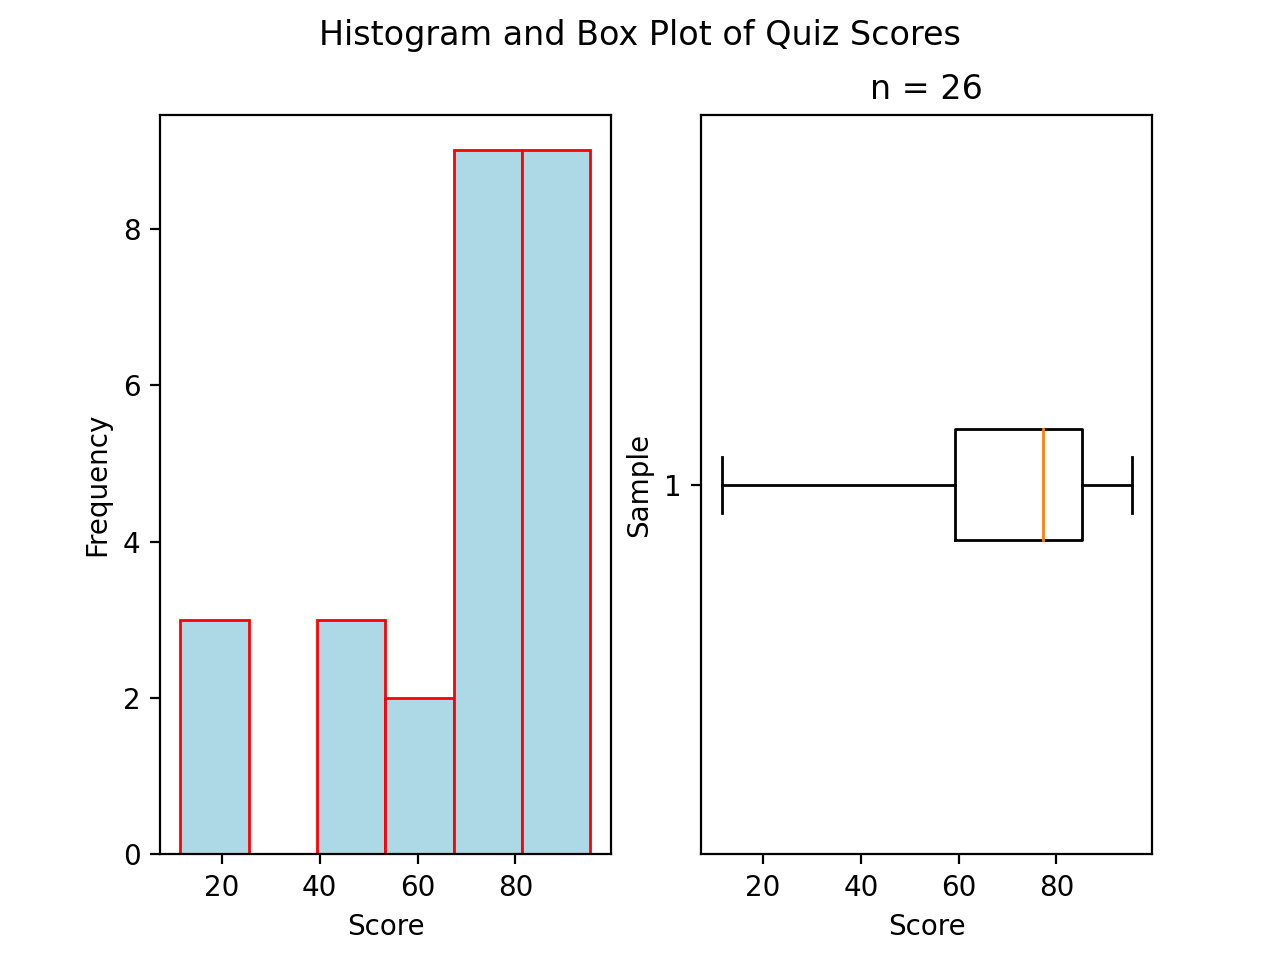 Histogram and Box Plot of Quiz Scores
8
6
4
2
0
Frequency
20 40 60 80
Score
n = 26
Sample
1
20 40 60 80
Score